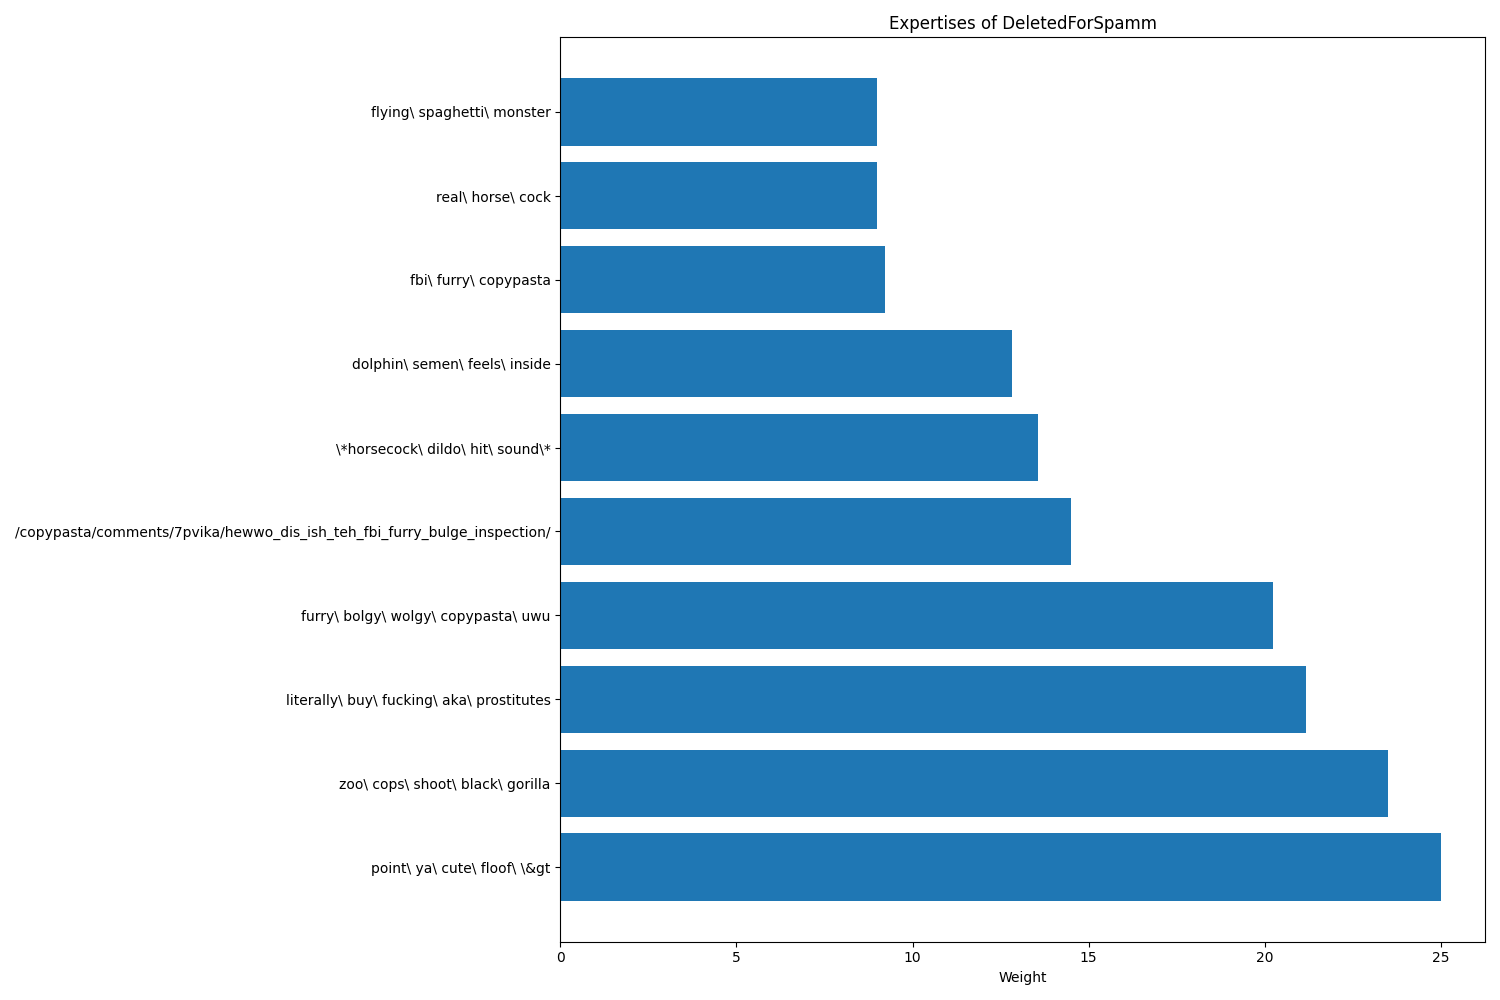 Expertises of DeletedForSpamm
flying\ spaghetti\ monster
real\ horse\ cock
fbi\ furry\ copypasta
dolphin\ semen\ feels\ inside
\*horsecock\ dildo\ hit\ sound\*
/copypasta/comments/7pvika/hewwo_dis_ish_teh_fbi_furry_bulge_inspection/
furry\ bolgy\ wolgy\ copypasta\ uwu
literally\ buy\ fucking\ aka\ prostitutes
zoo\ cops\ shoot\ black\ gorilla
point\ ya\ cute\ floof\ \&gt
0 5 10 15 20 25
Weight